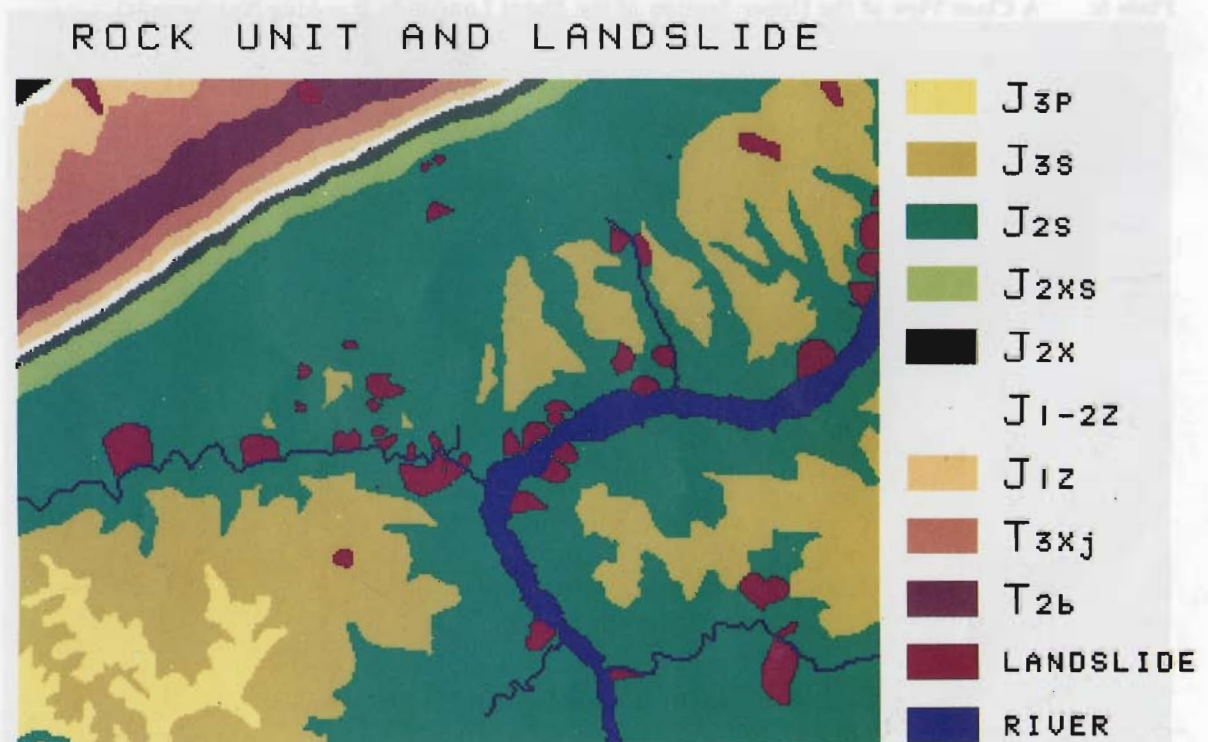 ROCK UNIT AND LANDSLIDE
J3P
J3S
J2S
J2XS
J2X
J1-2Z
J1Z
T3Xj
T2b
LANDSLIDE
RIVER